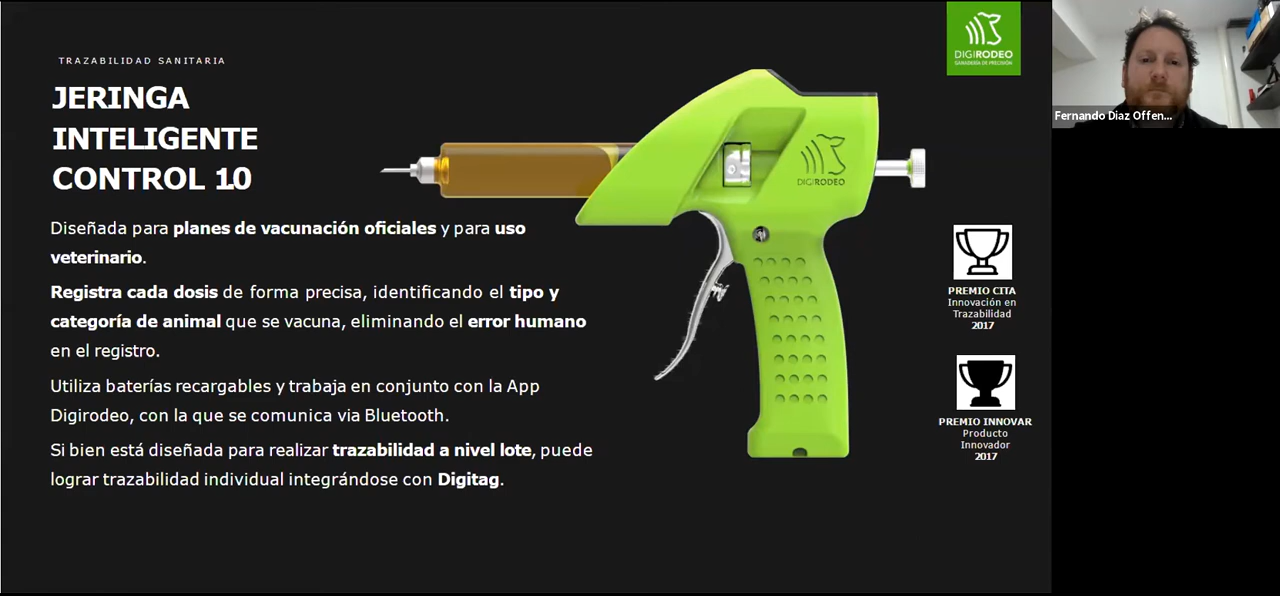 TRAZABILIDAD SANITARIA
JERINGA
INTELIGENTE
CONTROL 10
Diseñada para planes de vacunación oficiales y para uso
veterinario.
Registra cada dosis de forma precisa, identificando el tipo y
categoría de animal que se vacuna, eliminando el error humano
en el registro.
Utiliza baterías recargables y trabaja en conjunto con la App
Digirodeo, con la que se comunica via Bluetooth.
Si bien está diseñada para realizar trazabilidad a nivel lote, puede
lograr trazabilidad individual integrándose con Digitag.
DIGIRODEO
DIGIRODEO
GANADERÍA DE PRECISIÓN
PREMIO CITA
Innovación en
Trazabilidad
2017
PREMIO INNOVAR
Producto
Innovador
2017
Fernando Diaz Offen...